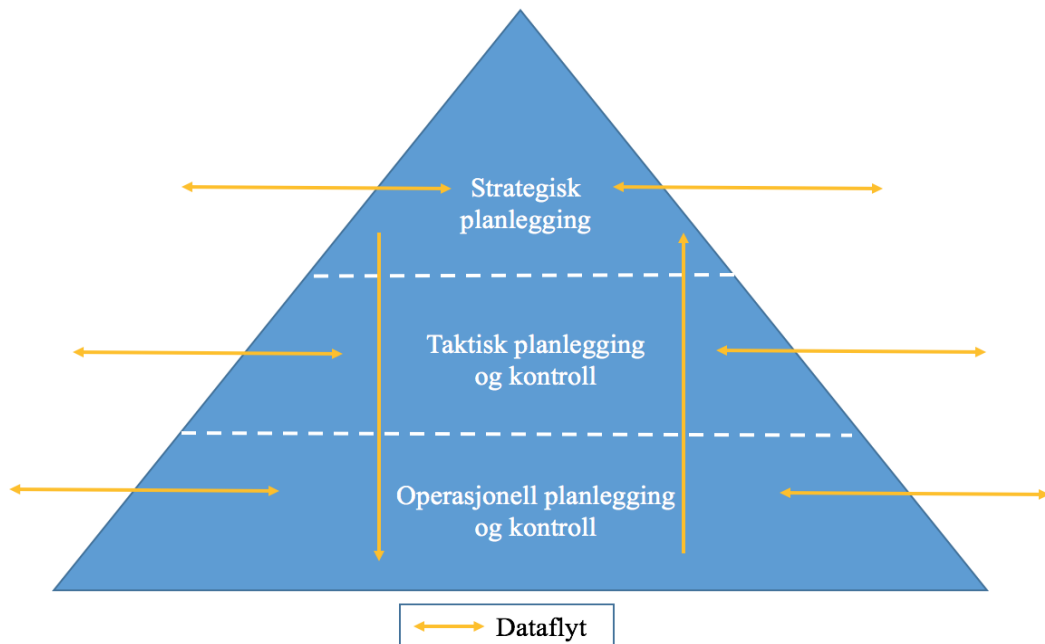 Strategisk
planlegging
Taktisk planlegging
og kontroll
Operasjonell planlegging
og kontroll
Dataflyt